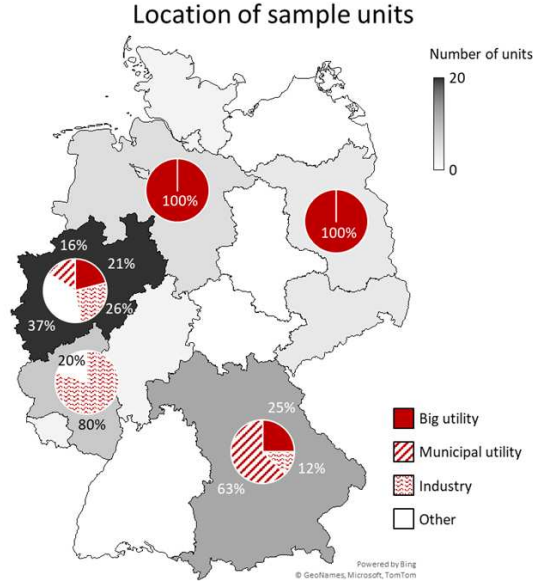 Location of sample units
Number of units
20
0
100%
100%
16%
21%
26%
37%
20%
80%
25%
12%
63%
Big utility
Municipal utility
Industry
Other
Powered by Bing
© GeoNames, Microsoft, TomTom